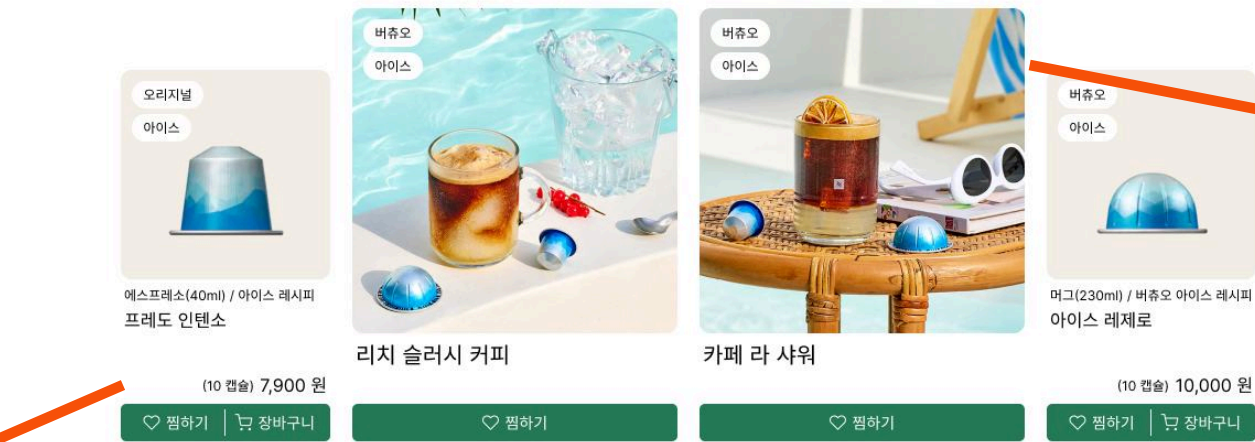 오리지널
아이스
에스프레소(40ml) / 아이스 레시피
프레도 인텐소
(10 캡슐) 7,900 원
찜하기 장바구니
버츄오
아이스
리치 슬러시 커피
찜하기
버츄오
아이스
카페 라 샤워
찜하기
버츄오
아이스
머그(230ml) / 버츄오 아이스 레시피
아이스 레제로
(10 캡슐) 10,000 원
찜하기 장바구니